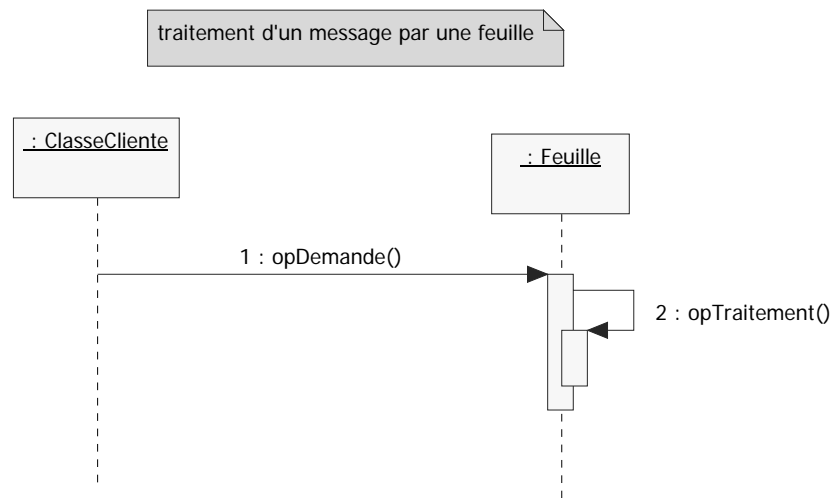 traitement d'un message par une feuille
: ClasseCliente
: Feuille
1 : opDemande()
2 : opTraitement()